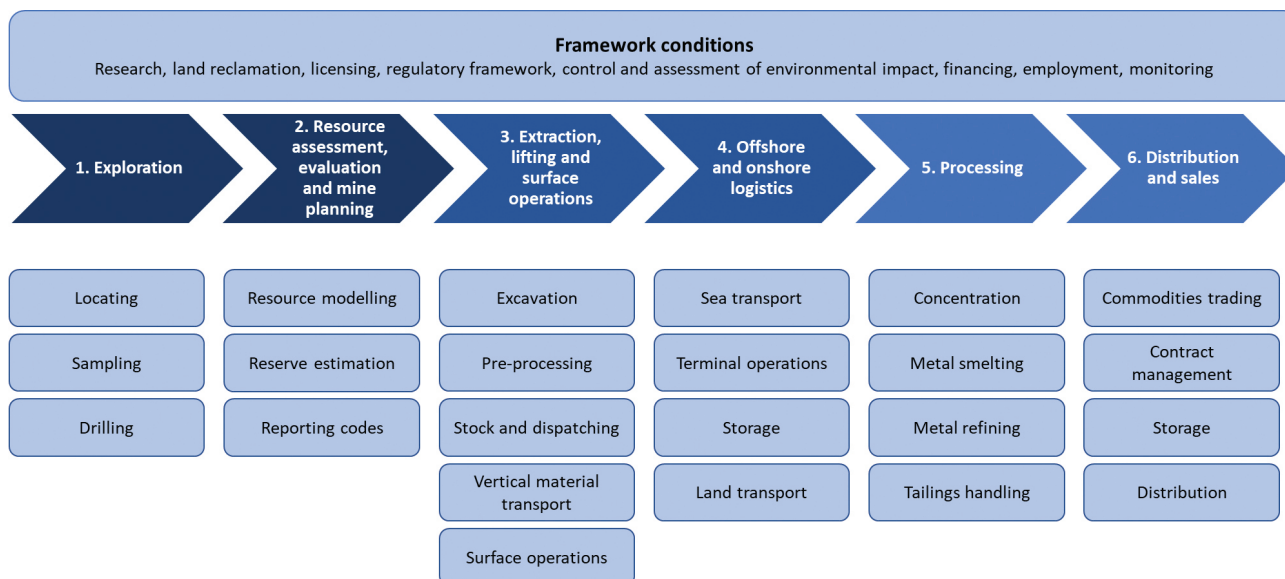 Framework conditions
Research, land reclamation, licensing, regulatory framework, control and assessment of environmental impact, financing, employment, monitoring
1. Exploration
2. Resource
assessment,
evaluation
and mine
planning
3. Extraction,
lifting and
surface
operations
4. Offshore
and onshore
logistics
5. Processing
6. Distribution
and sales
Locating
Sampling
Drilling
Resource modelling
Reserve estimation
Reporting codes
Excavation
Pre-processing
Stock and dispatching
Vertical material
transport
Surface operations
Sea transport
Terminal operations
Storage
Land transport
Concentration
Metal smelting
Metal refining
Tailings handling
Commodities trading
Contract
management
Storage
Distribution